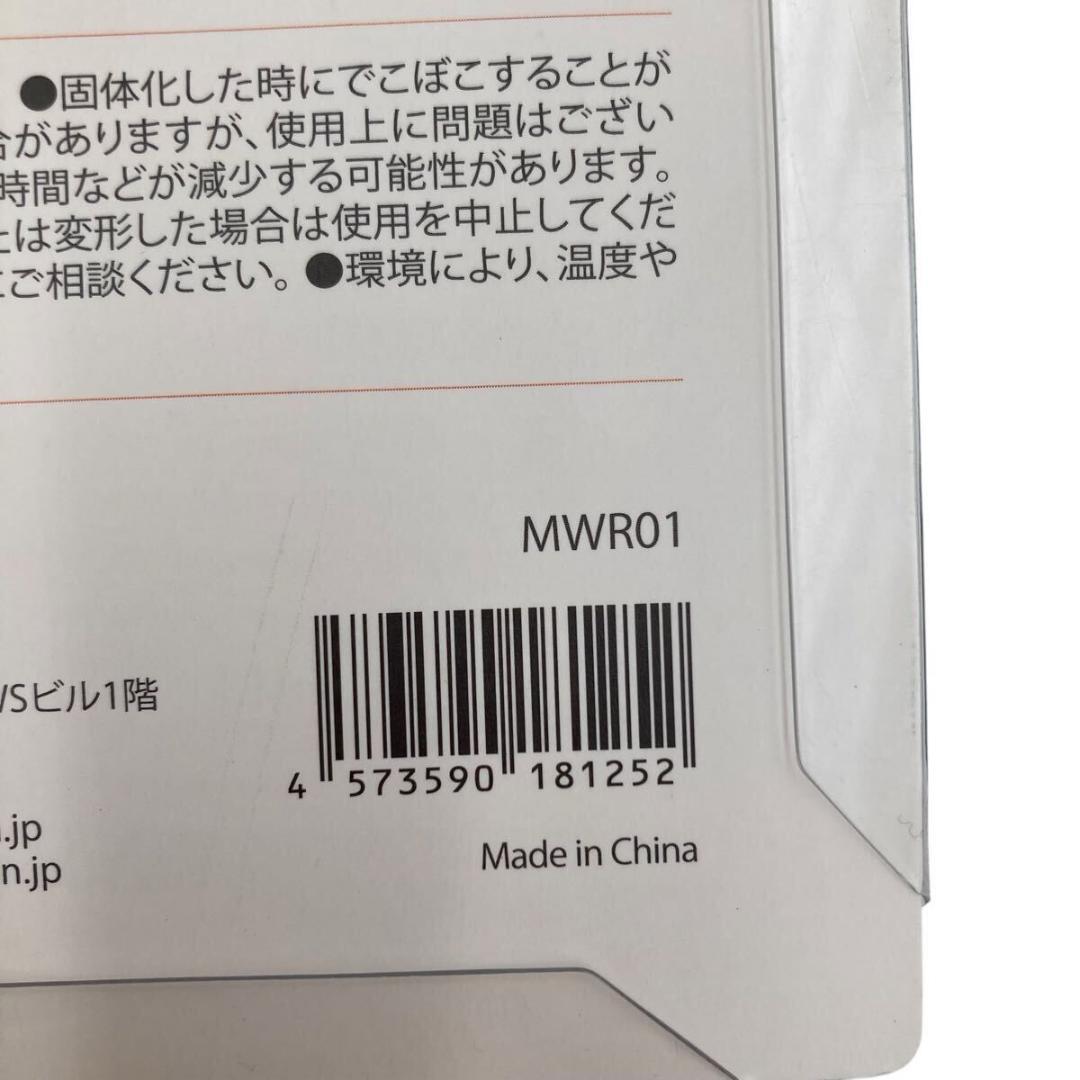 ●固体化した時にでこぼこすることが
合がありますが、使用上に問題はござい
時間などが減少する可能性があります。
は変形した場合は使用を中止してくだ
ご相談ください。●環境により、温度や
MWR01
WSビル1階
4 573590 181252
.jp
n.jp
Made in China